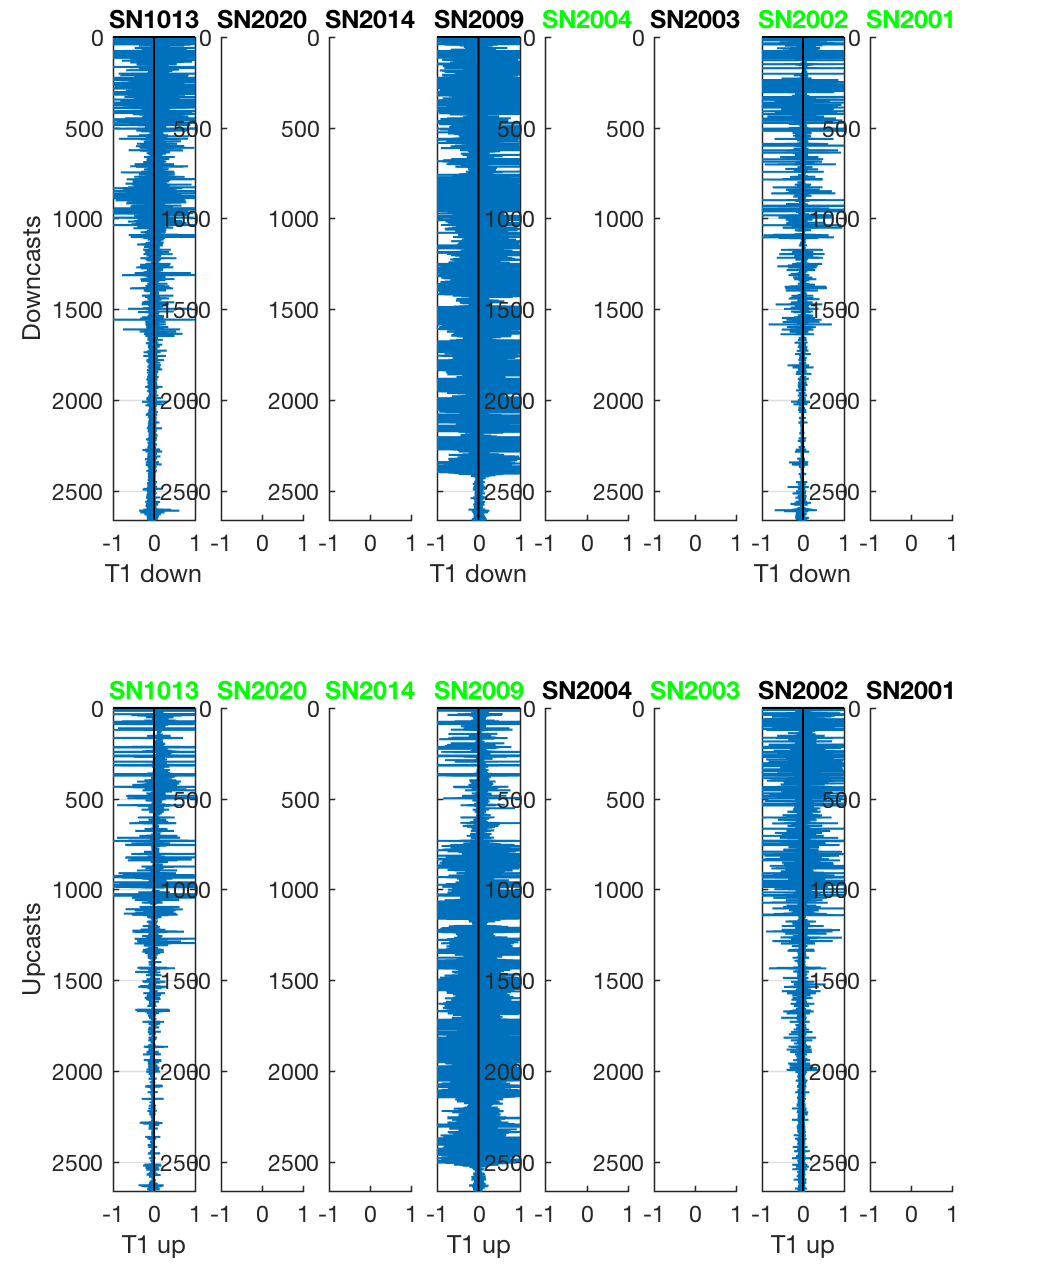 SN1013 SN2020 SN2014 SN2009 SN2004 SN2003 SN2002 SN2001
0 0 0 0 0 0 0 0
500 500 500 500 500 500 500 500
1000 1000 1000 1000 1000 1000 1000 1000
1500 1500 1500 1500 1500 1500 1500 1500
2000 2000 2000 2000 2000 2000 2000 2000
2500 2500 2500 2500 2500 2500 2500 2500
Downcasts
-1 0 1 -1 0 1 -1 0 1 -1 0 1 -1 0 1 -1 0 1 -1 0 1 -1 0 1
T1 down T1 down T1 down
SN1013 SN2020 SN2014 SN2009 SN2004 SN2003 SN2002 SN2001
0 0 0 0 0 0 0 0
500 500 500 500 500 500 500 500
1000 1000 1000 1000 1000 1000 1000 1000
1500 1500 1500 1500 1500 1500 1500 1500
2000 2000 2000 2000 2000 2000 2000 2000
2500 2500 2500 2500 2500 2500 2500 2500
Upcasts
-1 0 1 -1 0 1 -1 0 1 -1 0 1 -1 0 1 -1 0 1 -1 0 1 -1 0 1
T1 up T1 up T1 up